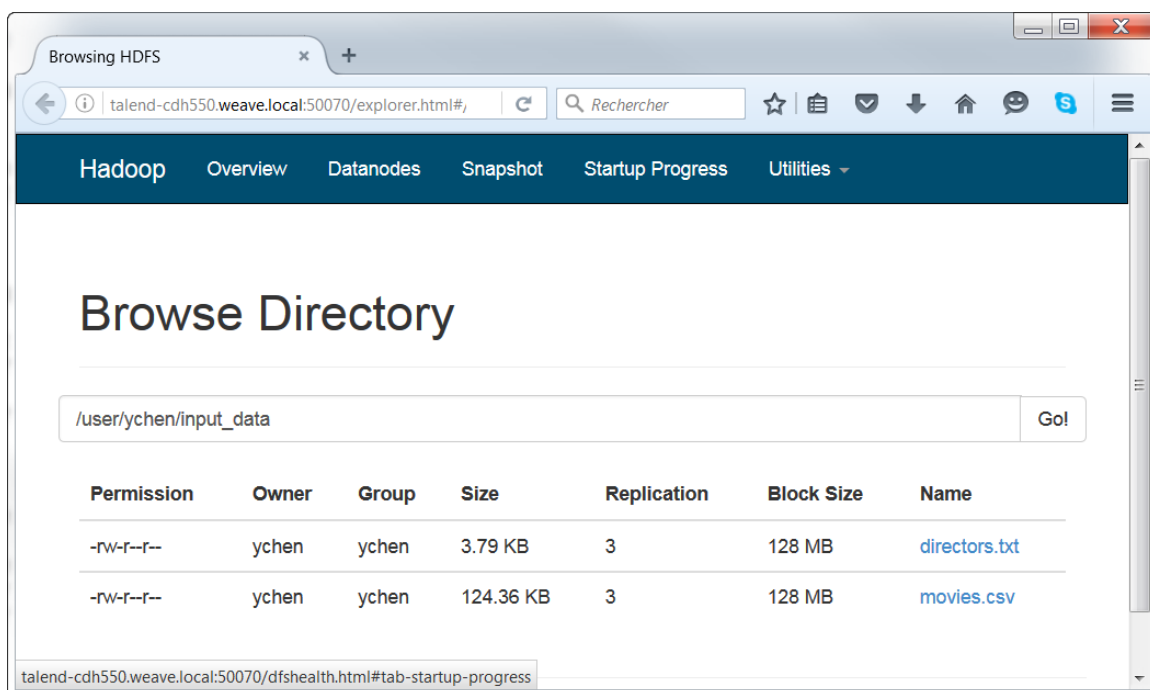 Browsing HDFS
talend-cdh550.weave.local:50070/explorer.html#/ Rechercher
Hadoop Overview Datanodes Snapshot Startup Progress Utilities
Browse Directory
/user/ychen/input_data Go!
Permission Owner Group Size Replication Block Size Name
-rw-r--r-- ychen ychen 3.79 KB 3 128 MB directors.txt
-rw-r--r-- ychen ychen 124.36 KB 3 128 MB movies.csv
talend-cdh550.weave.local:50070/dfshealth.html#tab-startup-progress